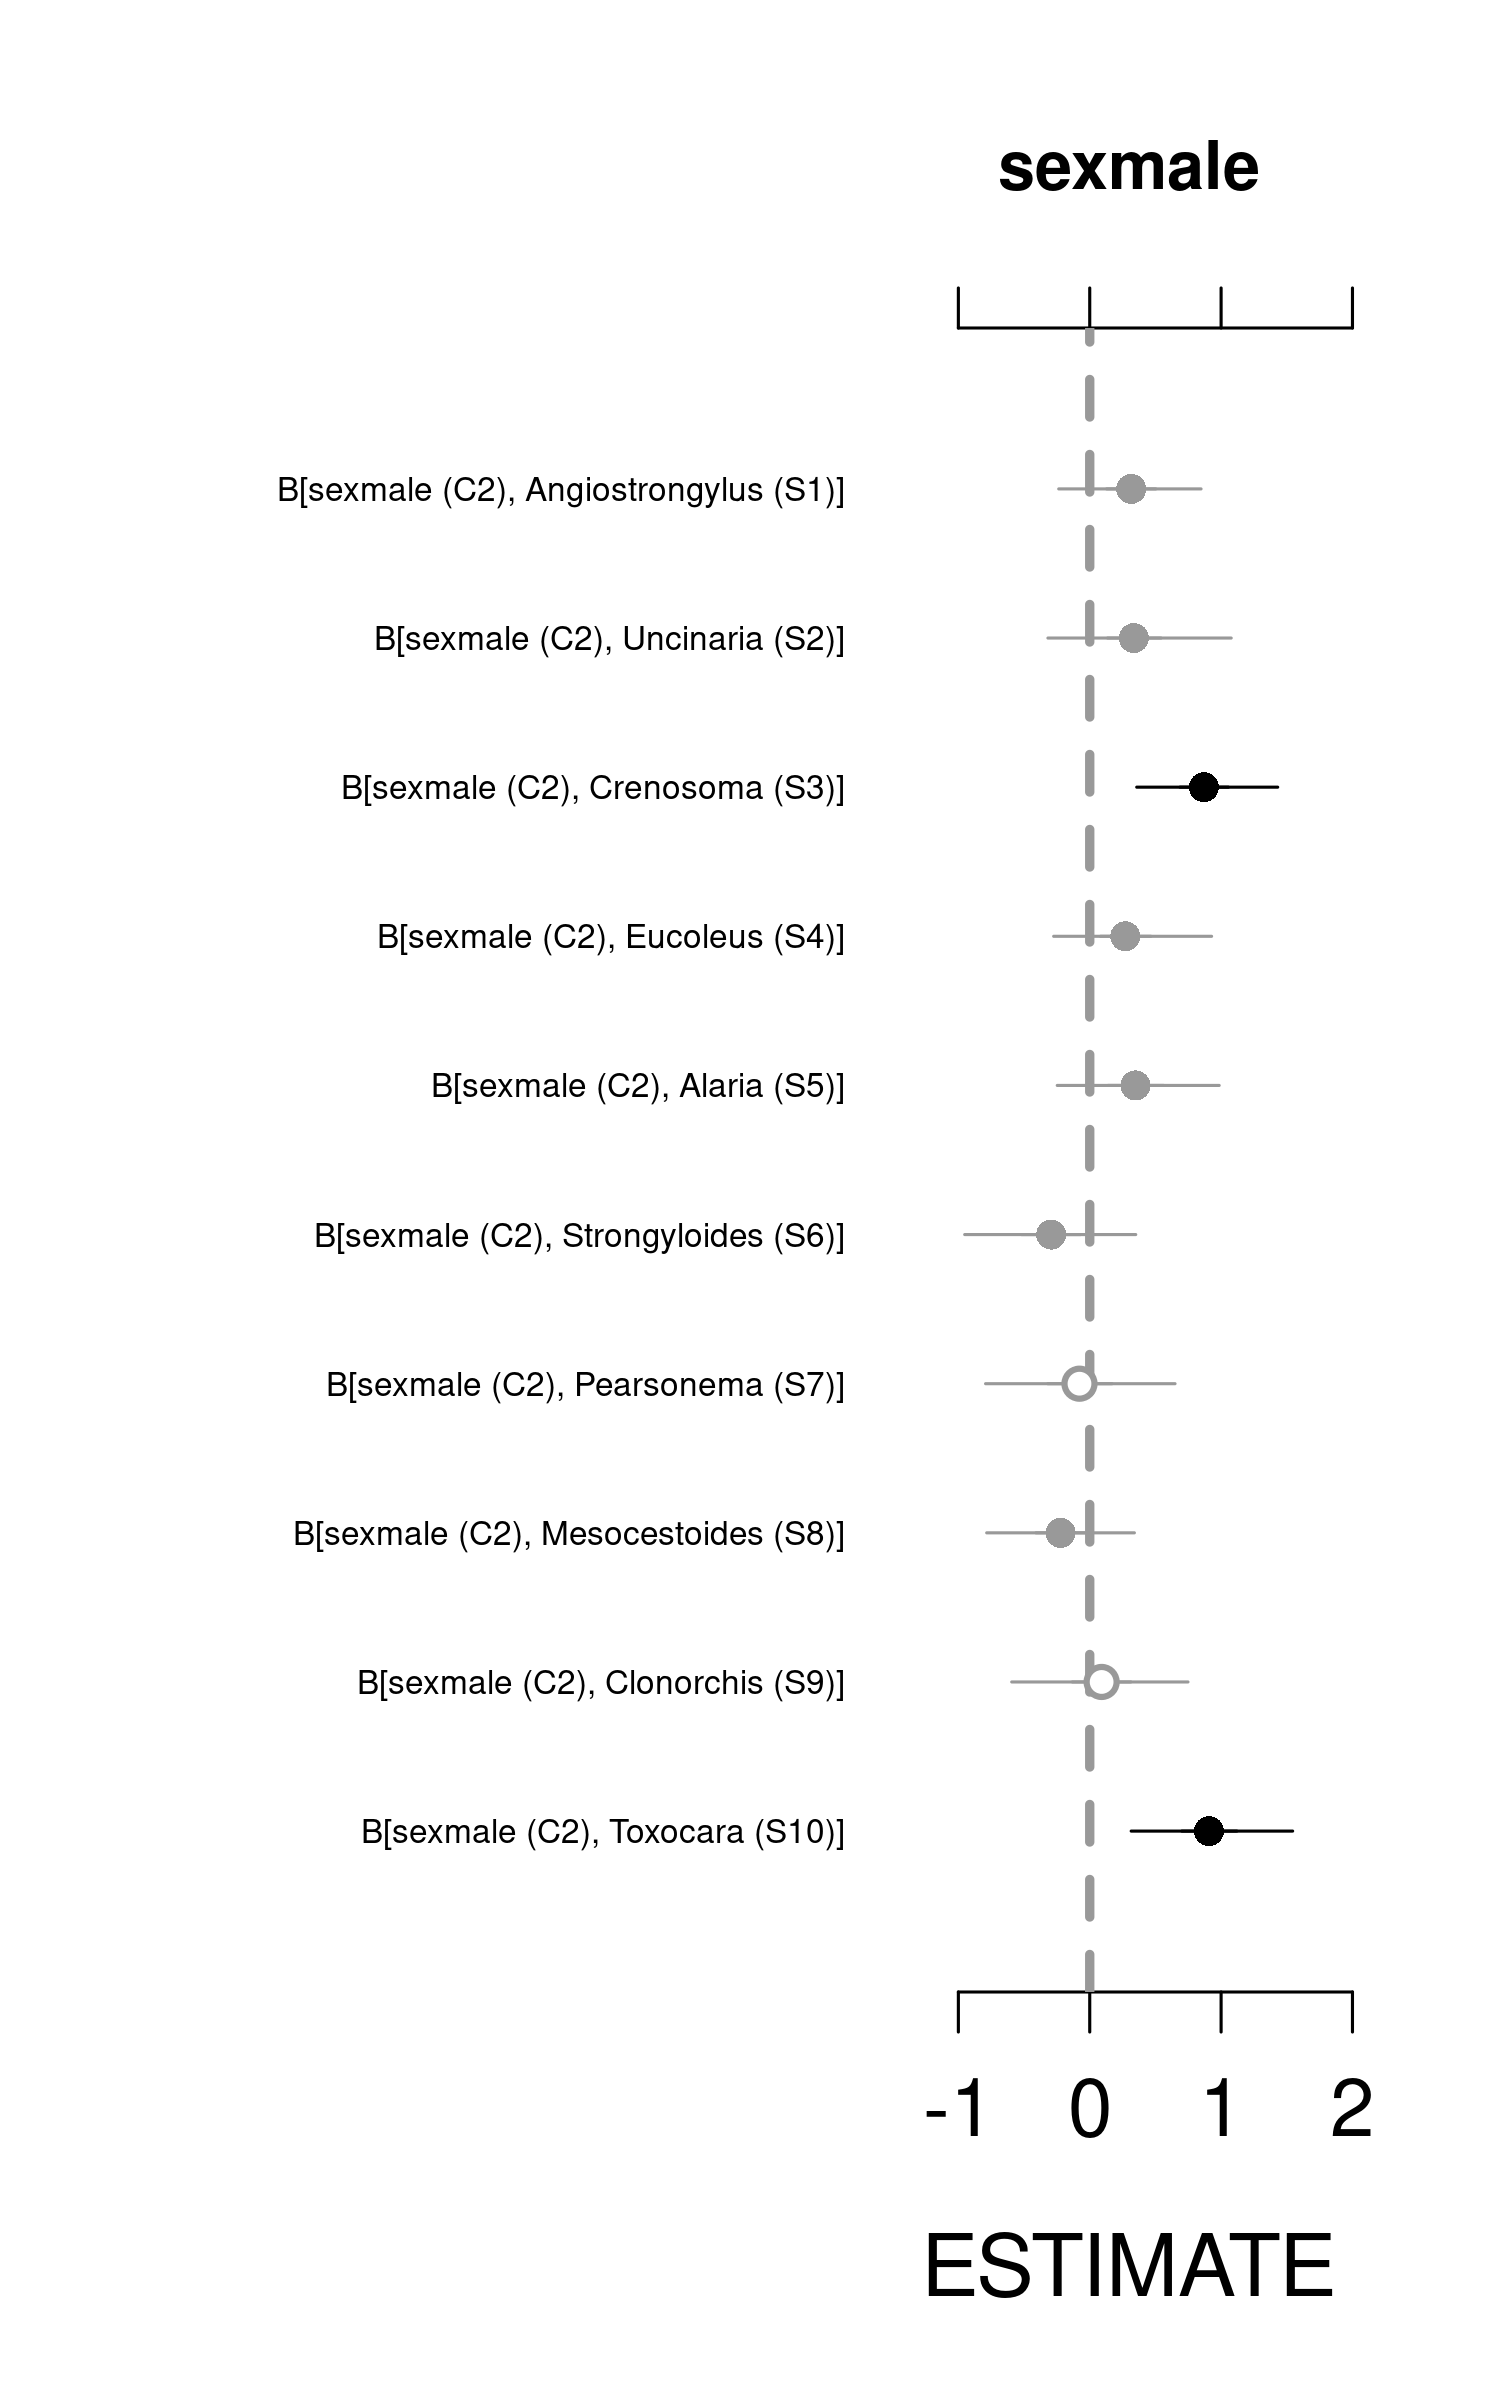 sexmale
B[sexmale (C2), Angiostrongylus (S1)]
B[sexmale (C2), Uncinaria (S2)]
B[sexmale (C2), Crenosoma (S3)]
B[sexmale (C2), Eucoleus (S4)]
B[sexmale (C2), Alaria (S5)]
B[sexmale (C2), Strongyloides (S6)]
B[sexmale (C2), Pearsonema (S7)]
B[sexmale (C2), Mesocestoides (S8)]
B[sexmale (C2), Clonorchis (S9)]
B[sexmale (C2), Toxocara (S10)]
-1 0 1 2
ESTIMATE